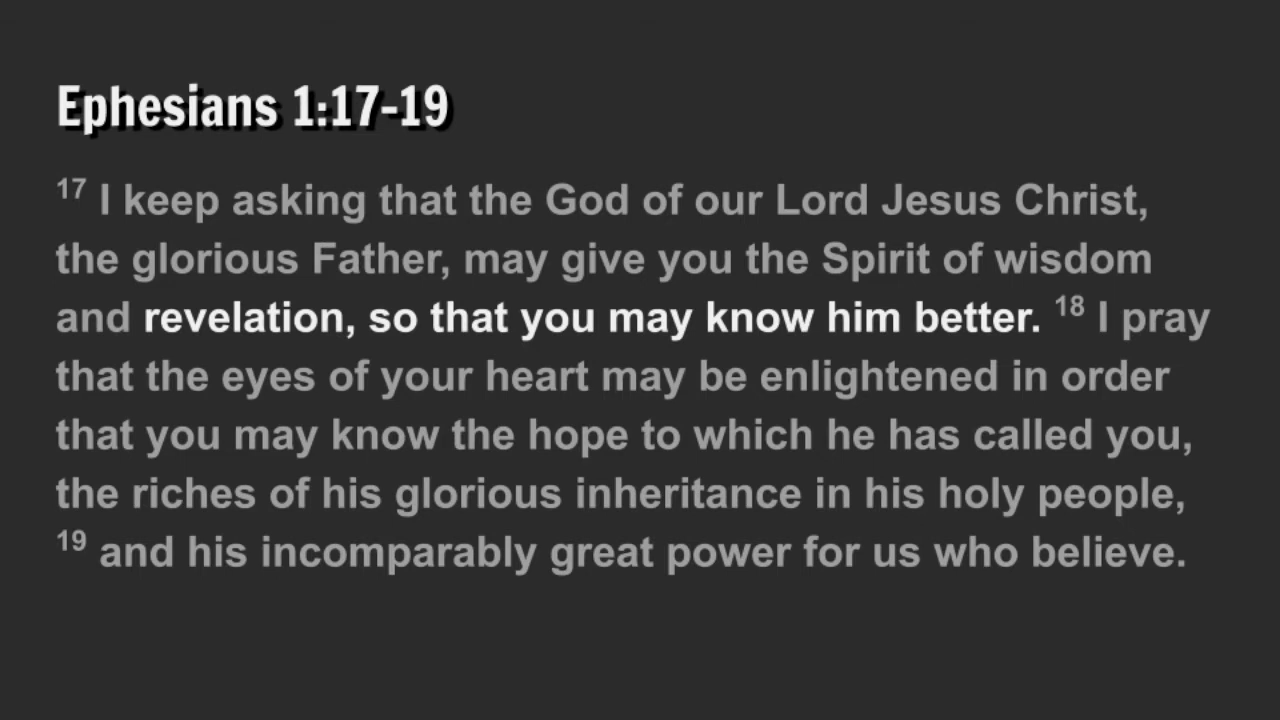 Ephesians 1:17-19
17 I keep asking that the God of our Lord Jesus Christ,
the glorious Father, may give you the Spirit of wisdom
and revelation, so that you may know him better. 18 I pray
that the eyes of your heart may be enlightened in order
that you may know the hope to which he has called you,
the riches of his glorious inheritance in his holy people,
19 and his incomparably great power for us who believe.